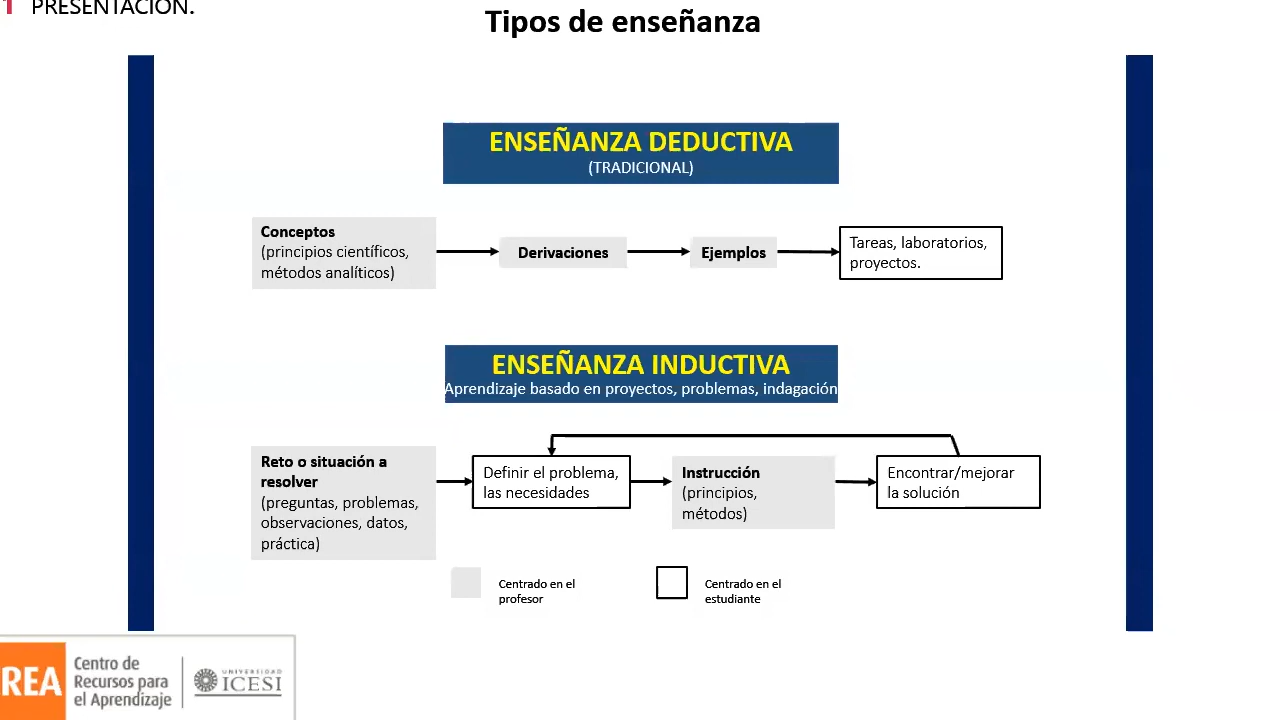 1 PRESENTACIÓN.
Tipos de enseñanza
ENSEÑANZA DEDUCTIVA
(TRADICIONAL)
Conceptos
(principios científicos,
métodos analíticos)
Derivaciones
Ejemplos
Tareas, laboratorios,
proyectos.
ENSEÑANZA INDUCTIVA
Aprendizaje basado en proyectos, problemas, indagación
Reto o situación a
resolver
(preguntas, problemas,
observaciones, datos,
práctica)
Definir el problema,
las necesidades
Instrucción
(principios,
métodos)
Encontrar/mejorar
la solución
Centrado en el
profesor
Centrado en el
estudiante
REA
Centro de
Recursos para
el Aprendizaje
UNIVERSIDAD
ICESI